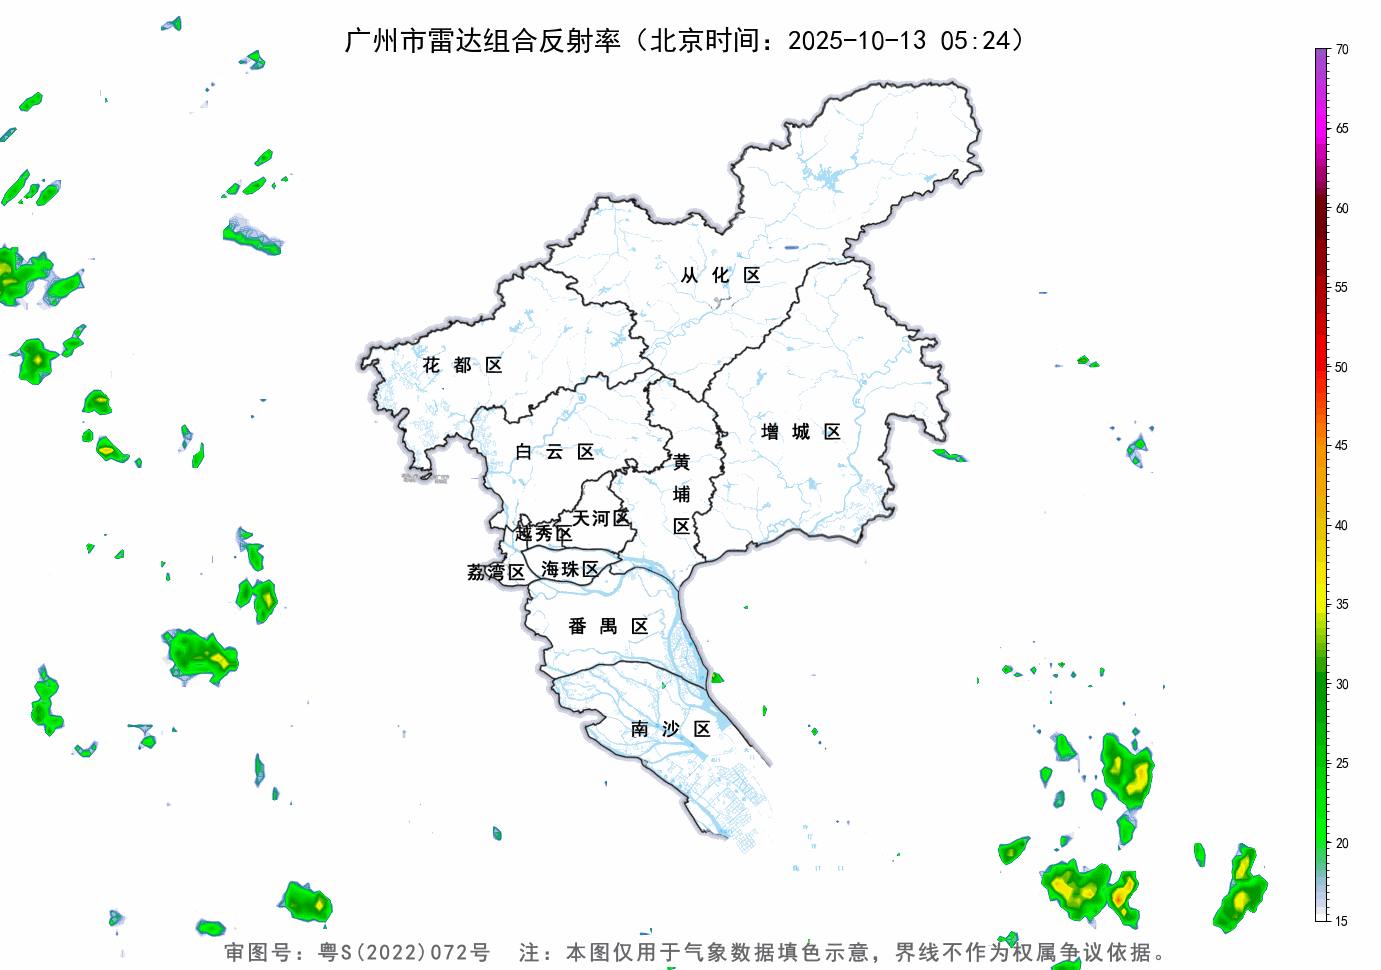 广州市雷达组合反射率（北京时间：2025-10-13 05:24）
70
65
60
55
50
45
40
35
30
25
20
15
从化区
花都区
增城区
白云区
黄埔区
天河区
越秀区
荔湾区
海珠区
番禺区
南沙区
审图号：粤S(2022)072号 注：本图仅用于气象数据填色示意，界线不作为权属争议依据。